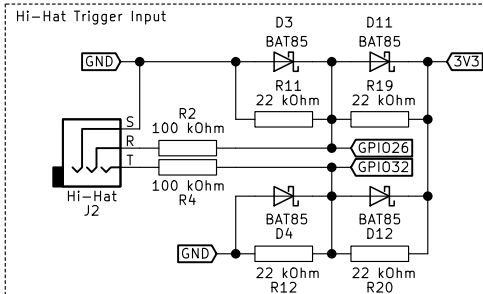 Hi-Hat Trigger Input
D3 D11
BAT85 BAT85
GND 3V3
R11 R19
22 kOhm 22 kOhm
R2
100 kOhm
S
R
GPIO26
T
GPIO32
100 kOhm
R4
Hi-Hat
J2
BAT85 BAT85
D4 D12
GND
22 kOhm 22 kOhm
R12 R20